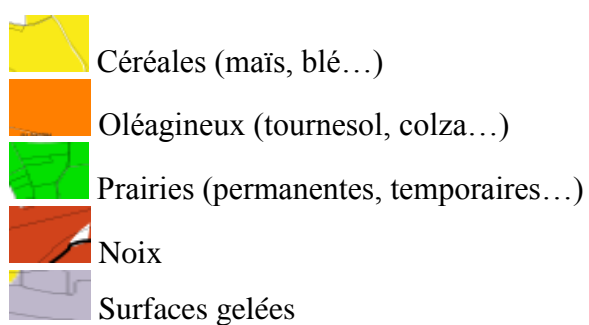 Céréales (maïs, blé…)
Oléagineux (tournesol, colza…)
Prairies (permanentes, temporaires…)
Noix
Surfaces gelées